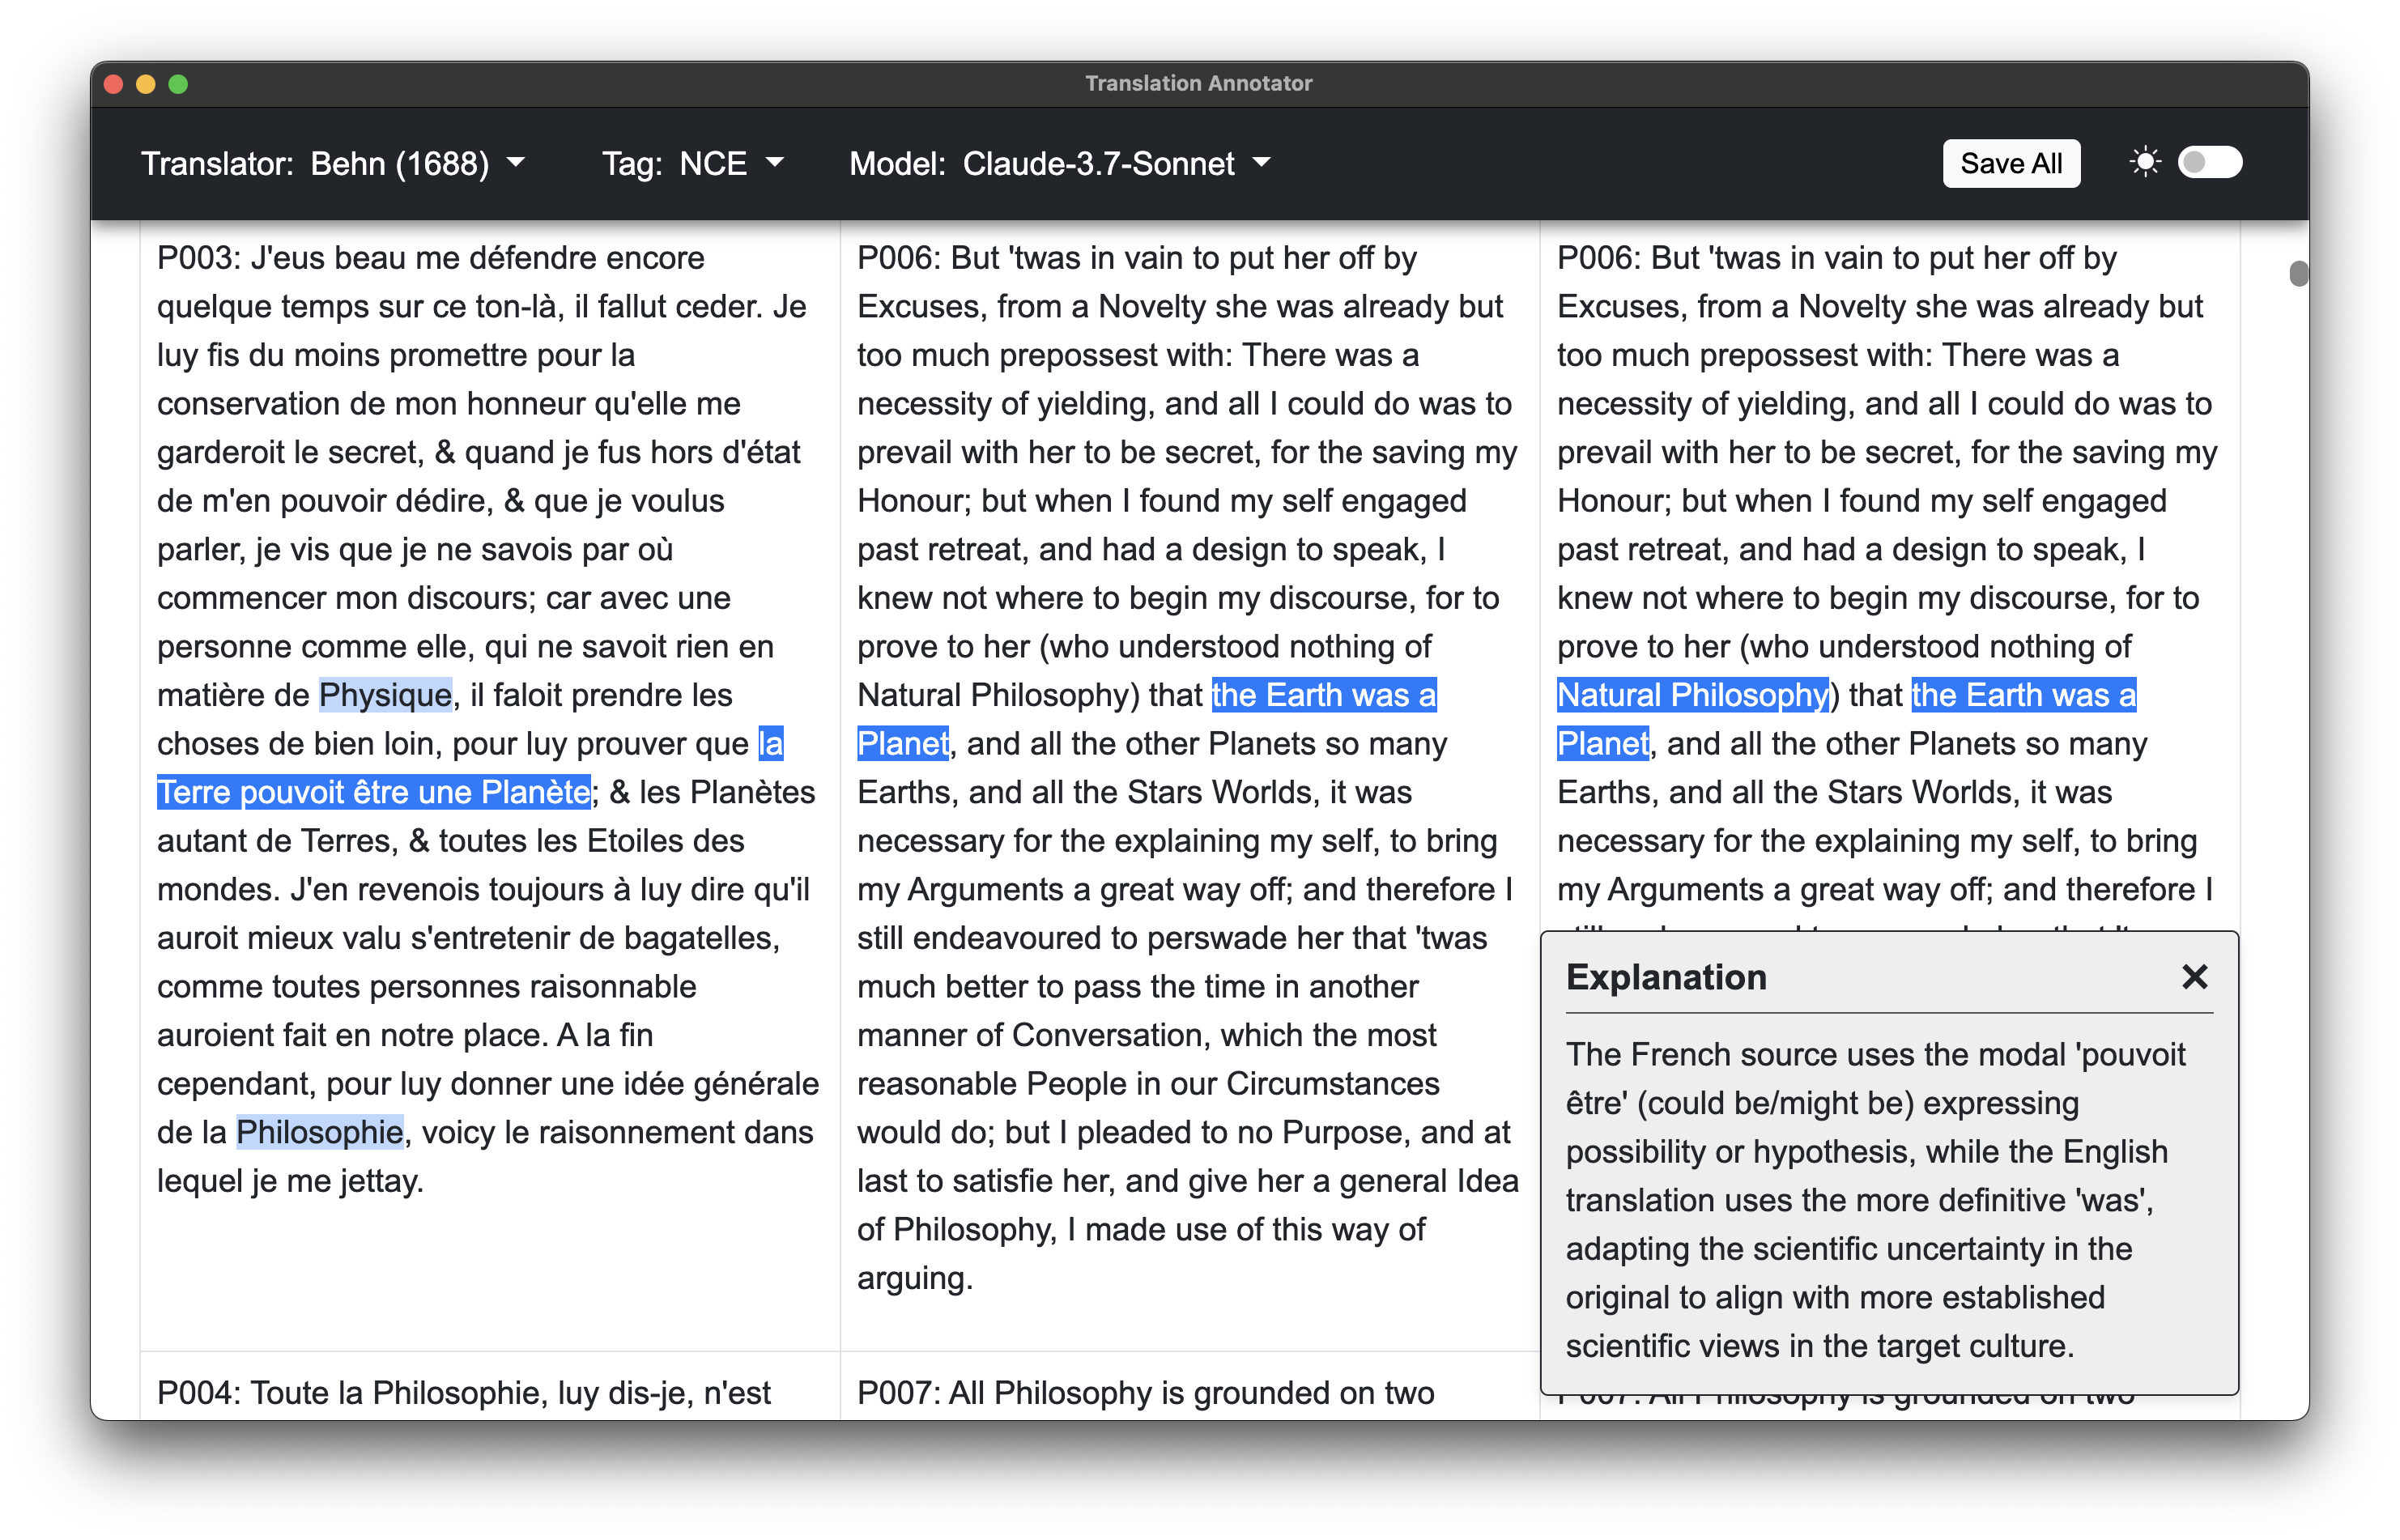 Translation Annotator
Translator: Behn (1688) Tag: NCE Model: Claude-3.7-Sonnet Save All
P003: J'eus beau me défendre encore
quelque temps sur ce ton-là, il fallut ceder. Je
luy fis du moins promettre pour la
conservation de mon honneur qu'elle me
garderoit le secret, & quand je fus hors d'état
de m'en pouvoir dédire, & que je voulus
parler, je vis que je ne savois par où
commencer mon discours; car avec une
personne comme elle, qui ne savoit rien en
matière de Physique, il faloit prendre les
choses de bien loin, pour luy prouver que la
Terre pouvoit être une Planète; & les Planètes
autant de Terres, & toutes les Etoiles des
mondes. J'en revenois toujours à luy dire qu'il
auroit mieux valu s'entretenir de bagatelles,
comme toutes personnes raisonnable
auroient fait en notre place. A la fin
cependant, pour luy donner une idée générale
de la Philosophie, voicy le raisonnement dans
lequel je me jettay.
P006: But 'twas in vain to put her off by
Excuses, from a Novelty she was already but
too much prepossest with: There was a
necessity of yielding, and all I could do was to
prevail with her to be secret, for the saving my
Honour; but when I found my self engaged
past retreat, and had a design to speak, I
knew not where to begin my discourse, for to
prove to her (who understood nothing of
Natural Philosophy) that the Earth was a
Planet, and all the other Planets so many
Earths, and all the Stars Worlds, it was
necessary for the explaining my self, to bring
my Arguments a great way off; and therefore I
still endeavoured to perswade her that 'twas
much better to pass the time in another
manner of Conversation, which the most
reasonable People in our Circumstances
would do; but I pleaded to no Purpose, and at
last to satisfie her, and give her a general Idea
of Philosophy, I made use of this way of
arguing.
P006: But 'twas in vain to put her off by
Excuses, from a Novelty she was already but
too much prepossest with: There was a
necessity of yielding, and all I could do was to
prevail with her to be secret, for the saving my
Honour; but when I found my self engaged
past retreat, and had a design to speak, I
knew not where to begin my discourse, for to
prove to her (who understood nothing of
Natural Philosophy) that the Earth was a
Planet, and all the other Planets so many
Earths, and all the Stars Worlds, it was
necessary for the explaining my self, to bring
my Arguments a great way off; and therefore I
Explanation
The French source uses the modal 'pouvoit
être' (could be/might be) expressing
possibility or hypothesis, while the English
translation uses the more definitive 'was',
adapting the scientific uncertainty in the
original to align with more established
scientific views in the target culture.
P004: Toute la Philosophie, luy dis-je, n'est
P007: All Philosophy is grounded on two
P007: All Philosophy is grounded on two